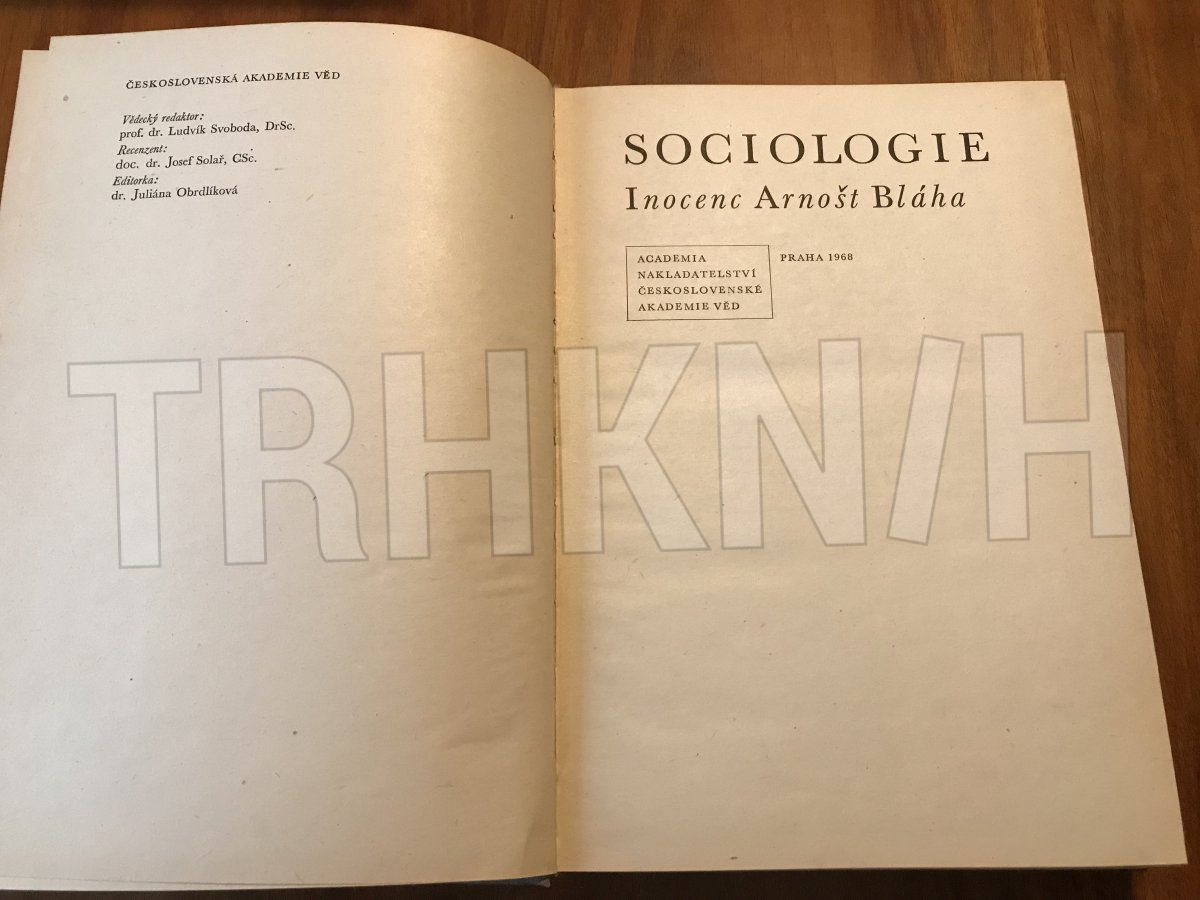 ČESKOSLOVENSKÁ AKADEMIE VĚD
Vědecký redaktor:
prof. dr. Ludvík Svoboda, DrSc.
Recenzent:
doc. dr. Josef Solař, CSc.
Editorka:
dr. Juliána Obrdlíková
SOCIOLOGIE
Inocenc Arnošt Bláha
ACADEMIA
NAKLADATELSTVÍ
ČESKOSLOVENSKÉ
AKADEMIE VĚD
PRAHA 1968
TRHKN/H